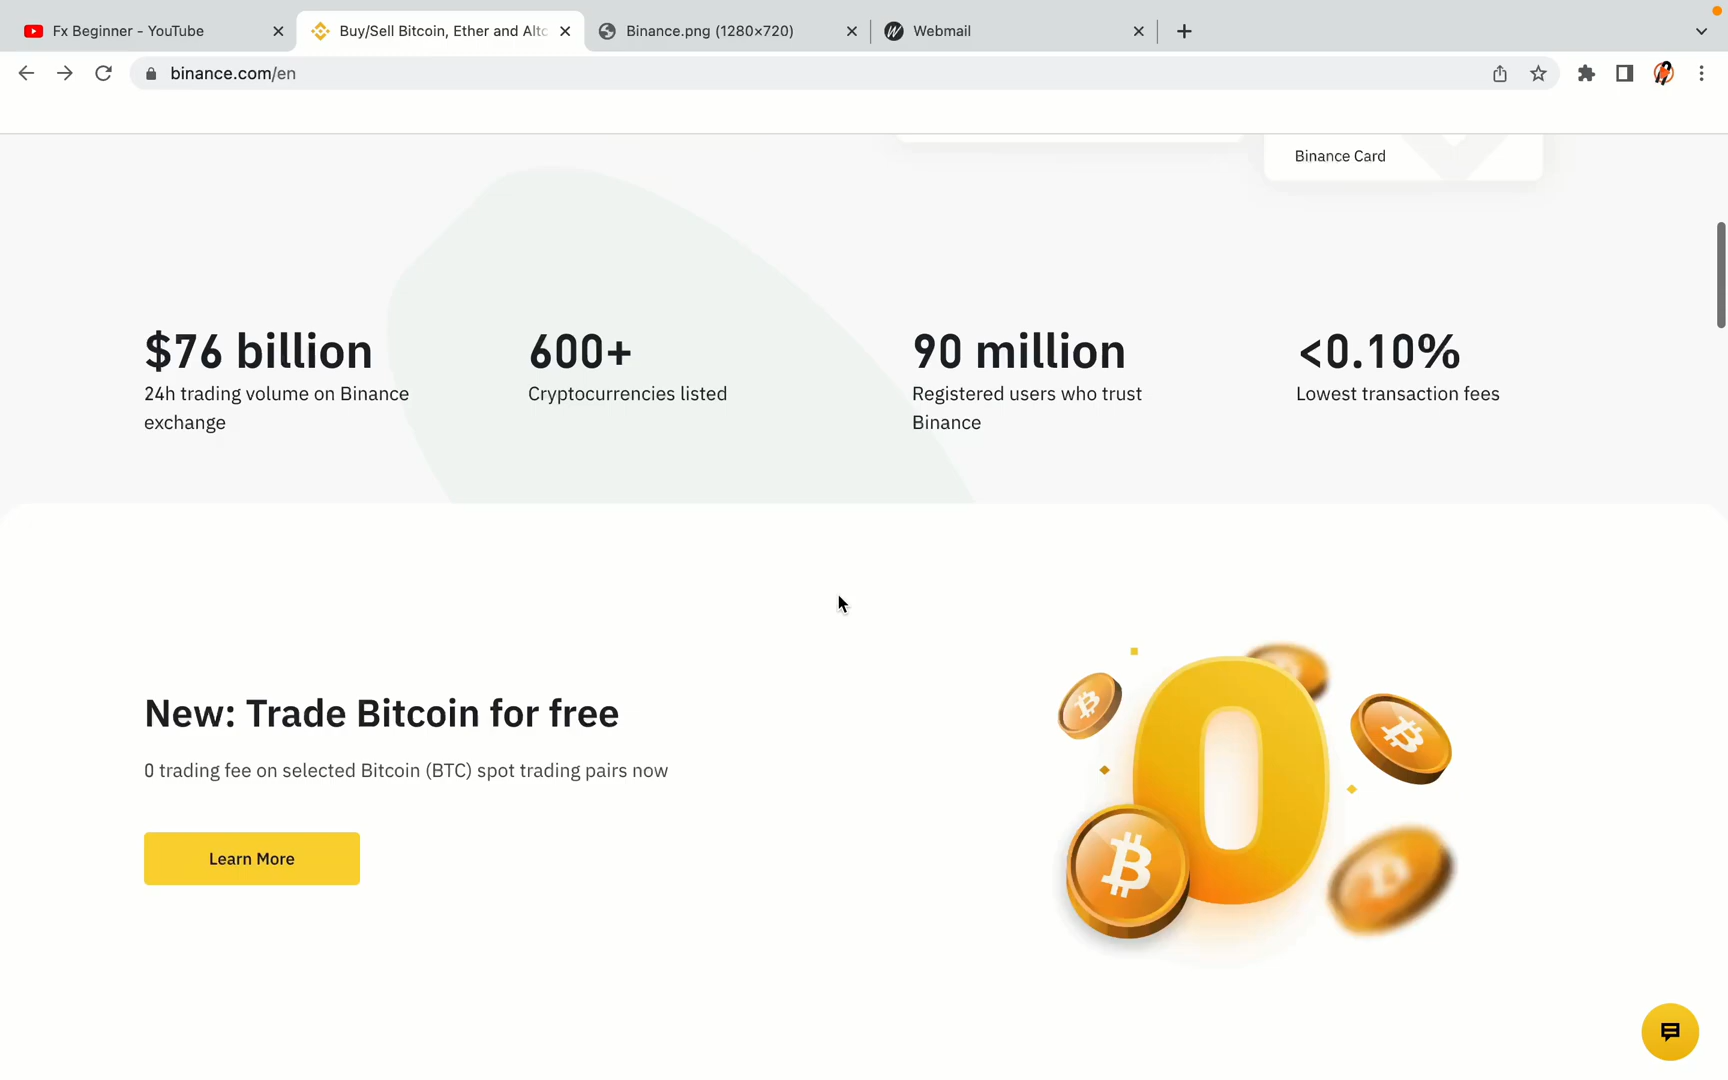 Fx Beginner - YouTube
Buy/Sell Bitcoin, Ether and Altc
Binance.png (1280×720)
Webmail
binance.com/en
Binance Card
$76 billion
24h trading volume on Binance
exchange
600+
Cryptocurrencies listed
90 million
Registered users who trust
Binance
<0.10%
Lowest transaction fees
New: Trade Bitcoin for free
0 trading fee on selected Bitcoin (BTC) spot trading pairs now
Learn More
0